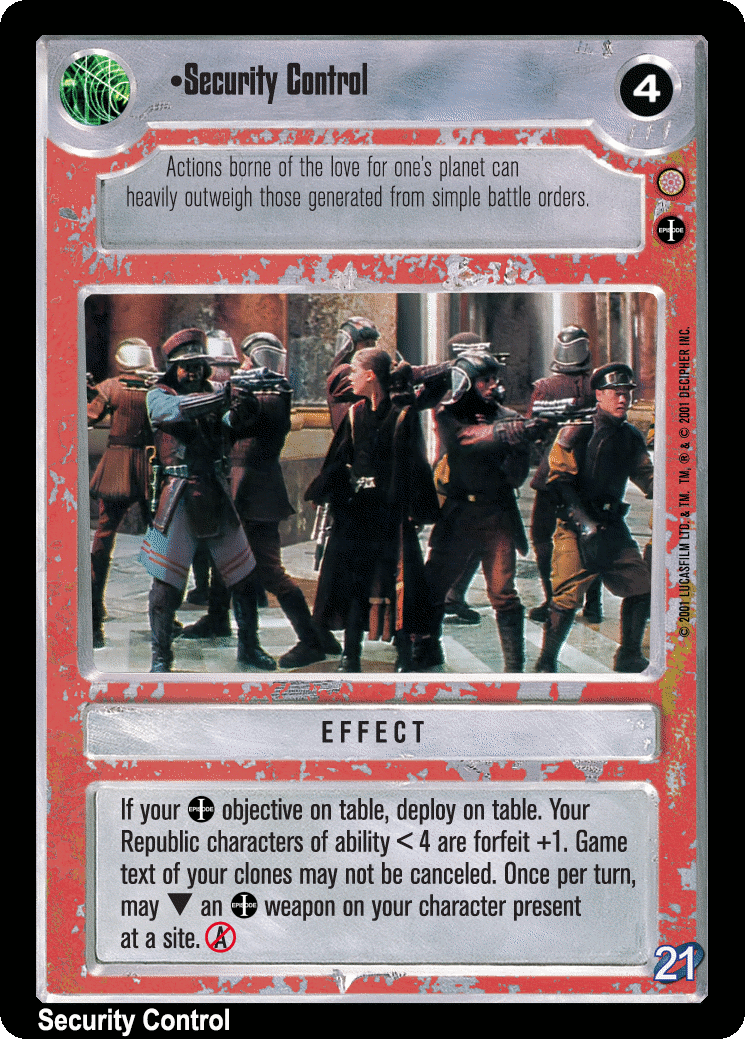 •Security Control
4
Actions borne of the love for one's planet can
heavily outweigh those generated from simple battle orders.
EPISODE I
© 2001 LUCASFILM LTD. & TM. TM, ® & © 2001 DECIPHER INC.
EFFECT
If your EPISODE I objective on table, deploy on table. Your
Republic characters of ability < 4 are forfeit +1. Game
text of your clones may not be canceled. Once per turn,
may ▼ an EPISODE I weapon on your character present
at a site. A
21
Security Control